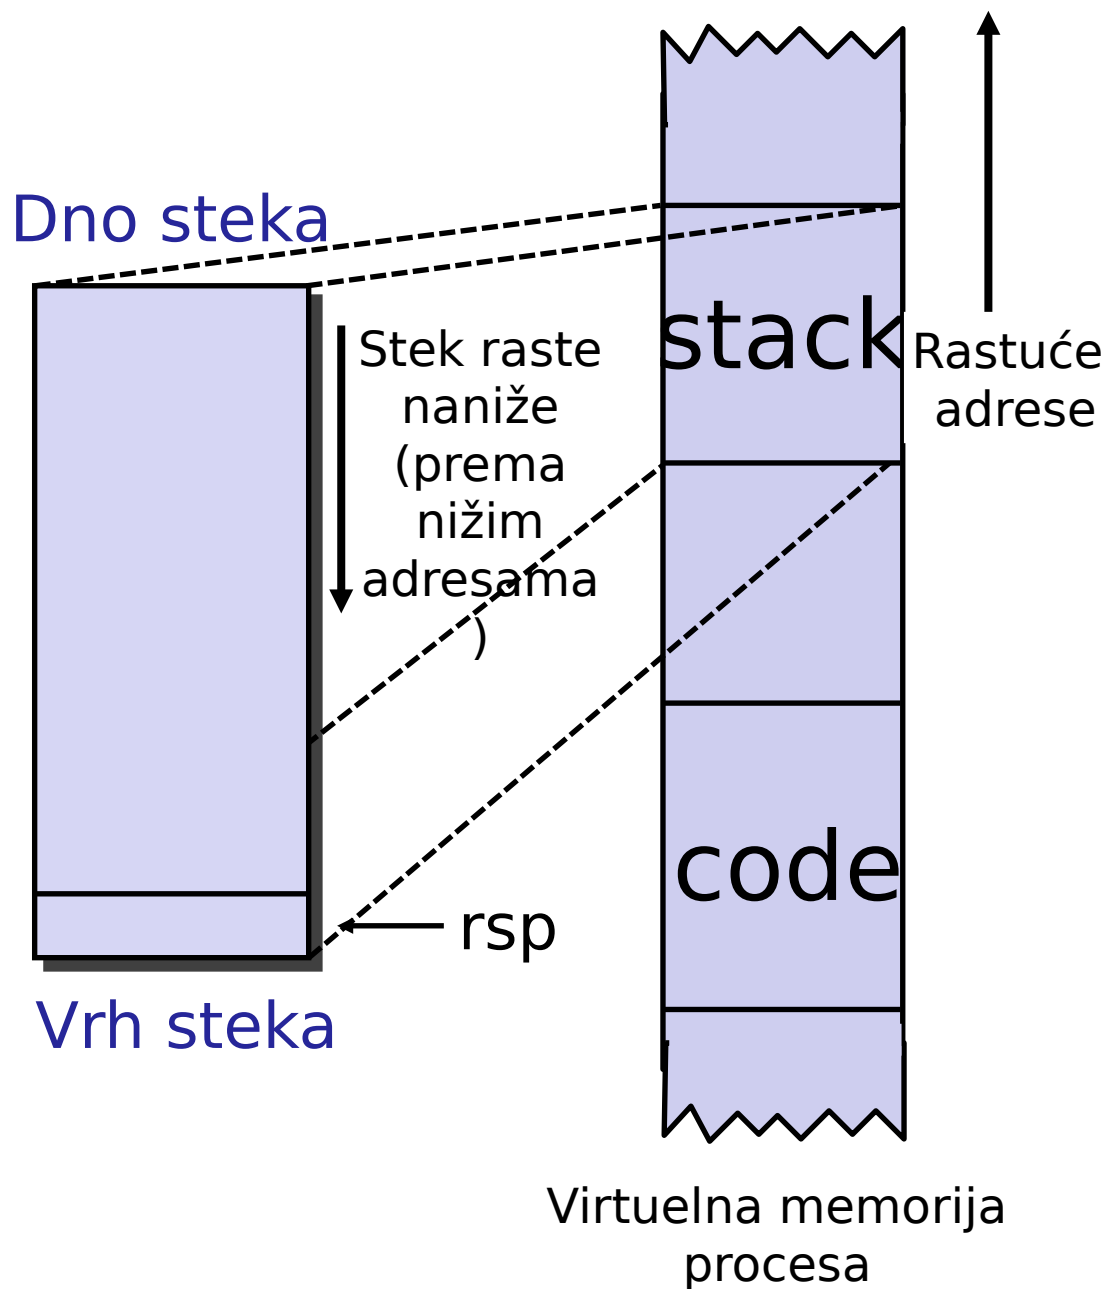 Dno steka
stack
Stek raste
naniže
(prema
nižim
adresama
)
Rastuće
adrese
code
rsp
Vrh steka
Virtuelna memorija
procesa